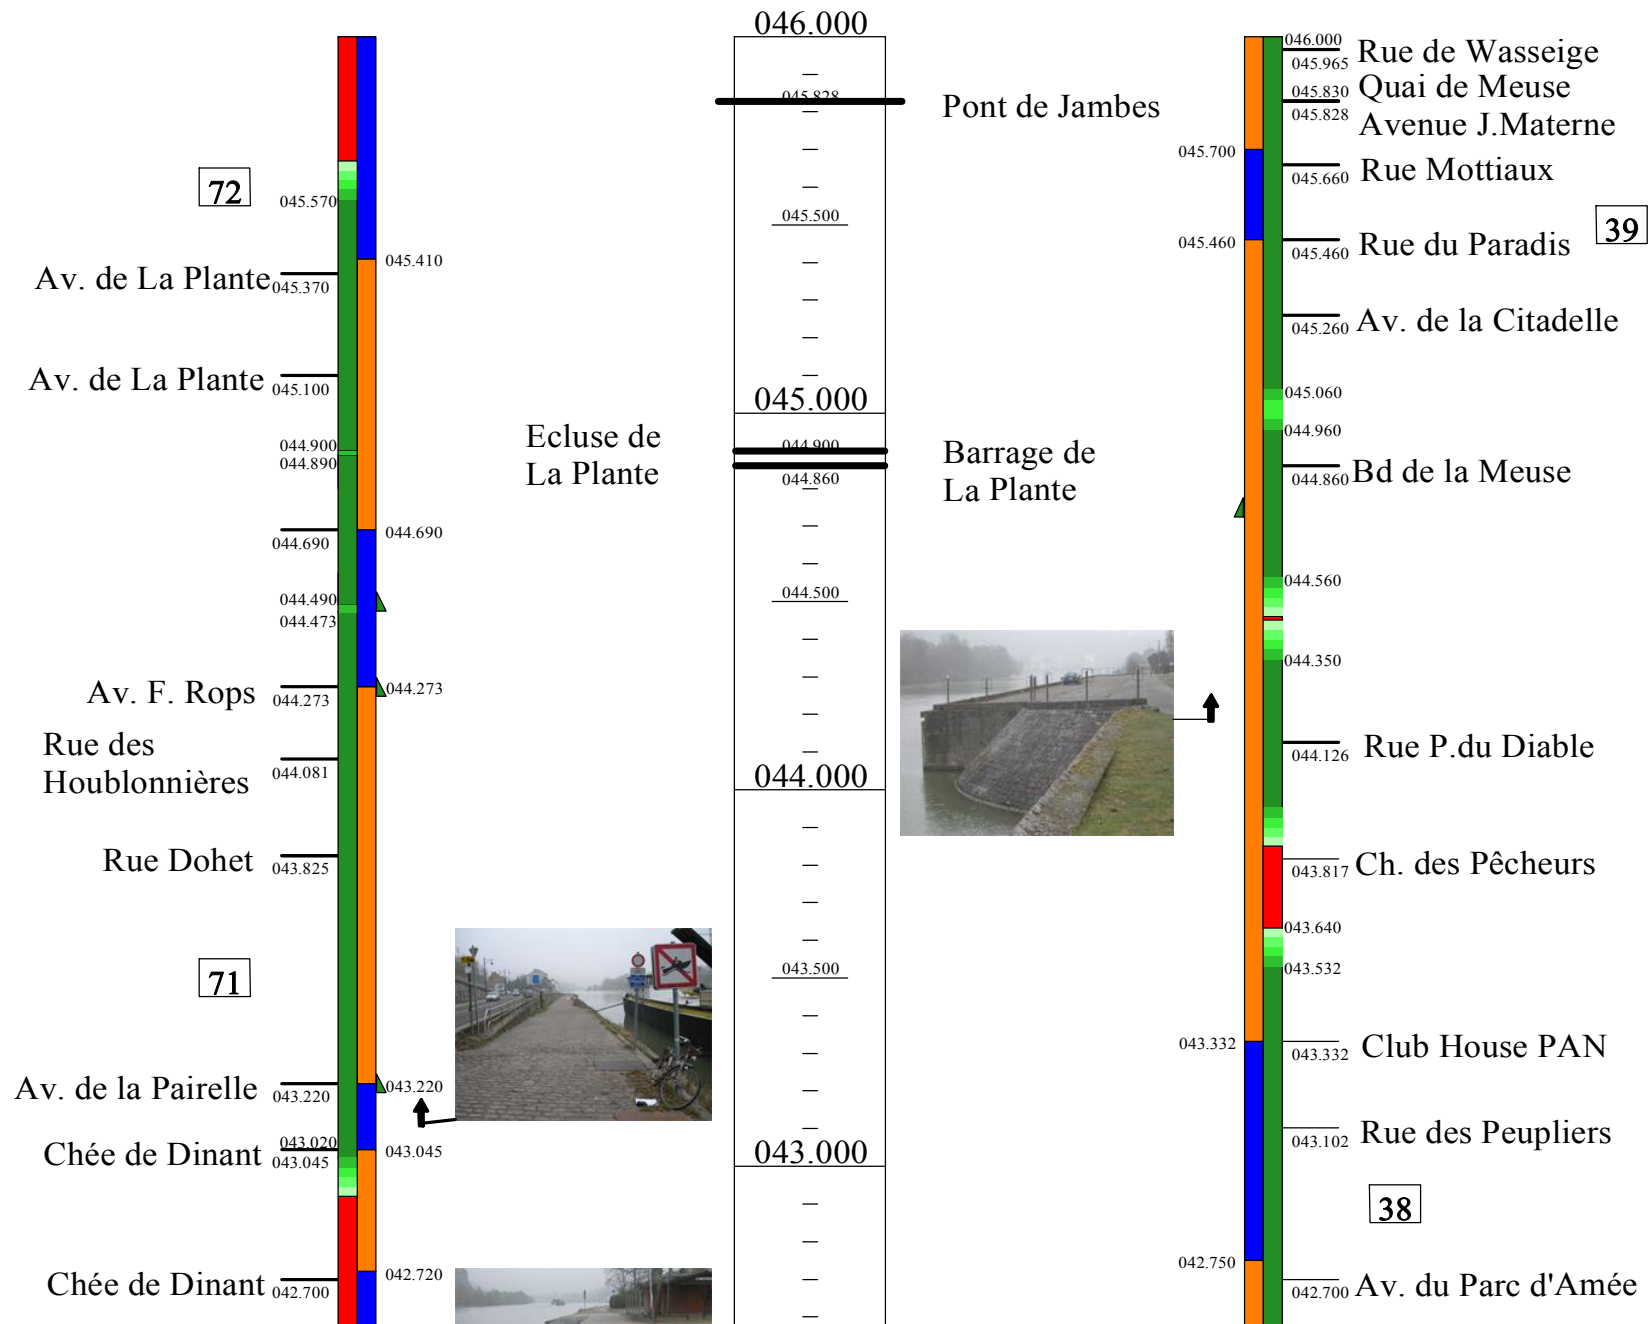 72
045.570
045.410
Av. de La Plante
045.370
Av. de La Plante
045.100
044.900
044.890
044.690
044.690
044.490
044.473
Av. F. Rops
044.273
044.273
Rue des
Houblonnières
044.081
Rue Dohet
043.825
71
Av. de la Pairelle
043.220
043.220
043.020
Chée de Dinant
043.045
043.045
042.720
Chée de Dinant
042.700
046.000
045.828
Pont de Jambes
045.500
045.000
Ecluse de
La Plante
044.900
044.860
Barrage de
La Plante
044.500
044.000
043.500
043.000
046.000
Rue de Wasseige
045.965
045.830
Quai de Meuse
045.828
Avenue J.Materne
045.700
045.660
Rue Mottiaux
39
045.460
045.460
Rue du Paradis
045.260
Av. de la Citadelle
045.060
044.960
044.860
Bd de la Meuse
044.560
044.350
044.126
Rue P.du Diable
043.817
Ch. des Pêcheurs
043.640
043.532
043.332
043.332
Club House PAN
043.102
Rue des Peupliers
38
042.750
042.700
Av. du Parc d'Amée